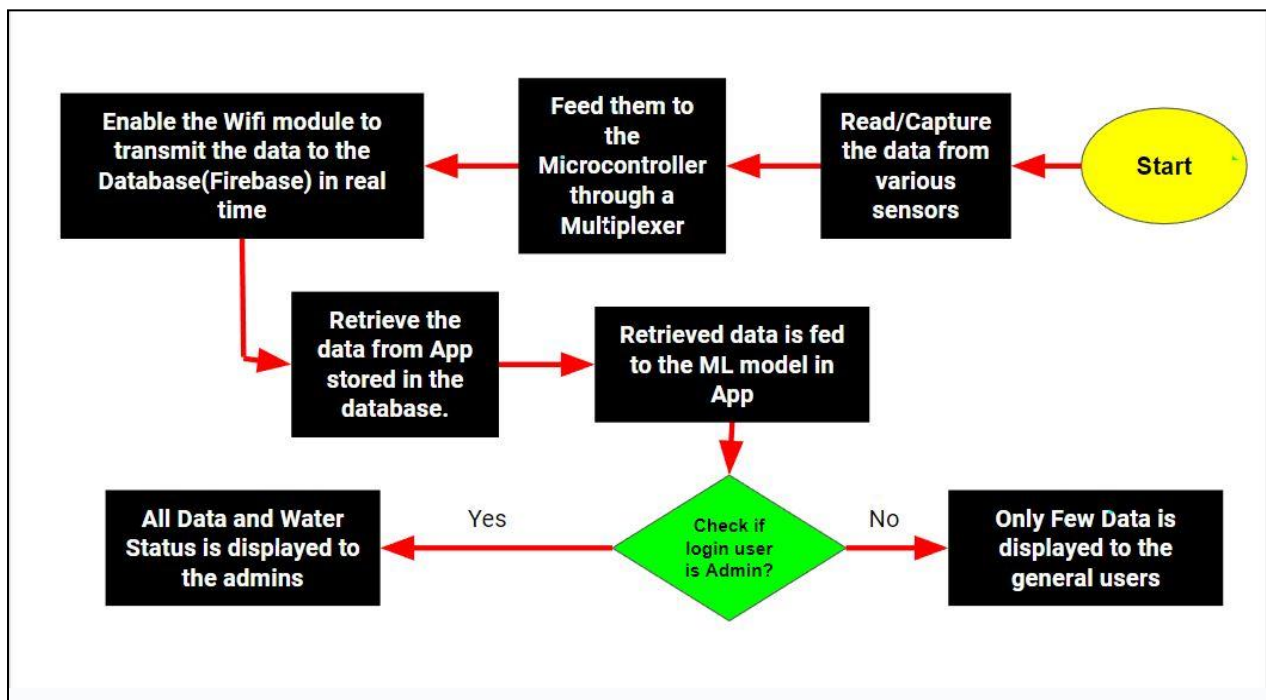 Start
Read/Capture
the data from
various
sensors
Feed them to
the
Microcontroller
through a
Multiplexer
Enable the Wifi module to
transmit the data to the
Database(Firebase) in real
time
Retrieve the
data from App
stored in the
database.
Retrieved data is fed
to the ML model in
App
Check if
login user
is Admin?
Yes
All Data and Water
Status is displayed to
the admins
No
Only Few Data is
displayed to the
general users